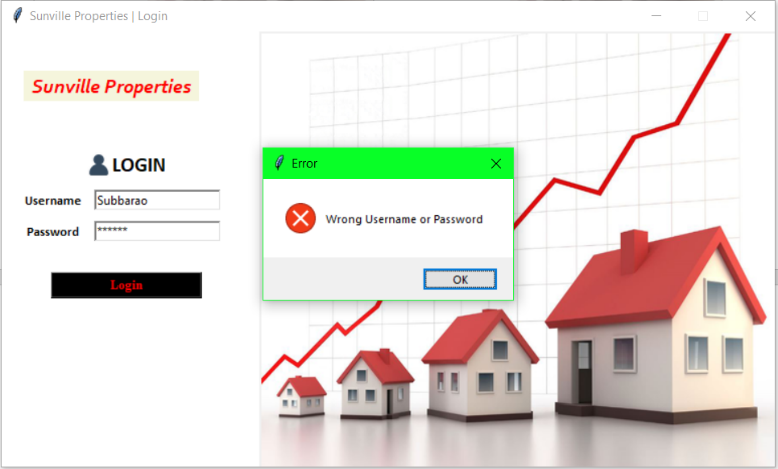 Sunville Properties | Login
Sunville Properties
LOGIN
Username Subbarao
Password ******
Login
Error
Wrong Username or Password
OK